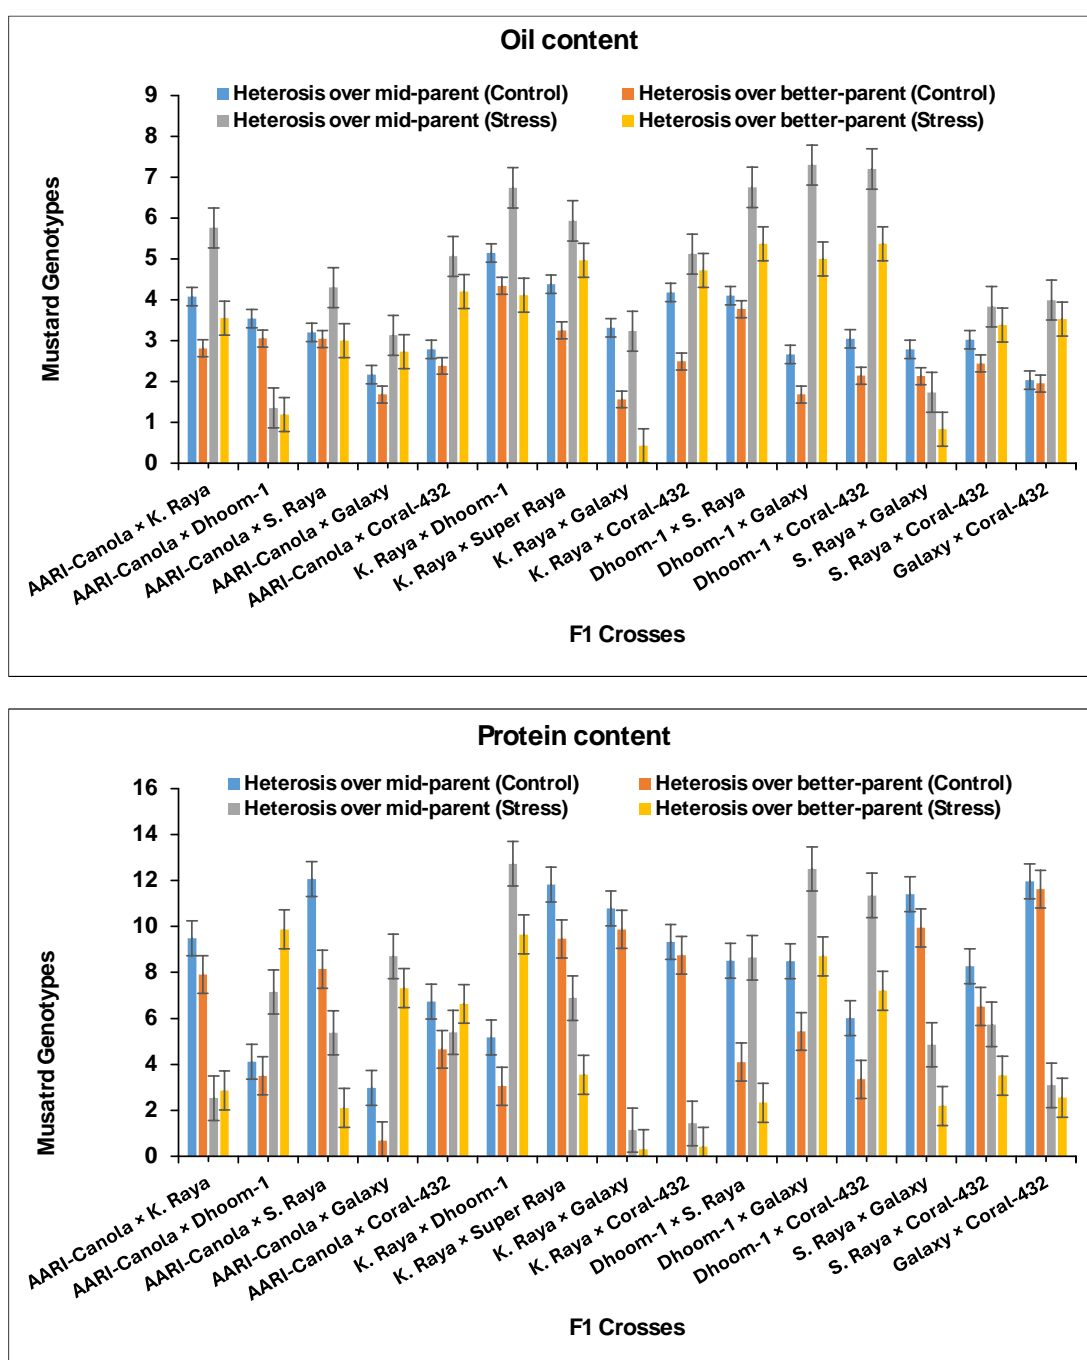 Oil content
Heterosis over mid-parent (Control)
Heterosis over better-parent (Control)
Heterosis over mid-parent (Stress)
Heterosis over better-parent (Stress)
9
8
7
6
5
4
3
2
1
0
Mustard Genotypes
AARI-Canola × K. Raya
AARI-Canola × Dhoom-1
AARI-Canola × S. Raya
AARI-Canola × Galaxy
AARI-Canola × Coral-432
K. Raya × Dhoom-1
K. Raya × Super Raya
K. Raya × Galaxy
K. Raya × Coral-432
Dhoom-1 × S. Raya
Dhoom-1 × Galaxy
Dhoom-1 × Coral-432
S. Raya × Galaxy
S. Raya × Coral-432
Galaxy × Coral-432
F1 Crosses
Protein content
Heterosis over mid-parent (Control)
Heterosis over better-parent (Control)
Heterosis over mid-parent (Stress)
Heterosis over better-parent (Stress)
16
14
12
10
8
6
4
2
0
Musatrd Genotypes
AARI-Canola × K. Raya
AARI-Canola × Dhoom-1
AARI-Canola × S. Raya
AARI-Canola × Galaxy
AARI-Canola × Coral-432
K. Raya × Dhoom-1
K. Raya × Super Raya
K. Raya × Galaxy
K. Raya × Coral-432
Dhoom-1 × S. Raya
Dhoom-1 × Galaxy
Dhoom-1 × Coral-432
S. Raya × Galaxy
S. Raya × Coral-432
Galaxy × Coral-432
F1 Crosses